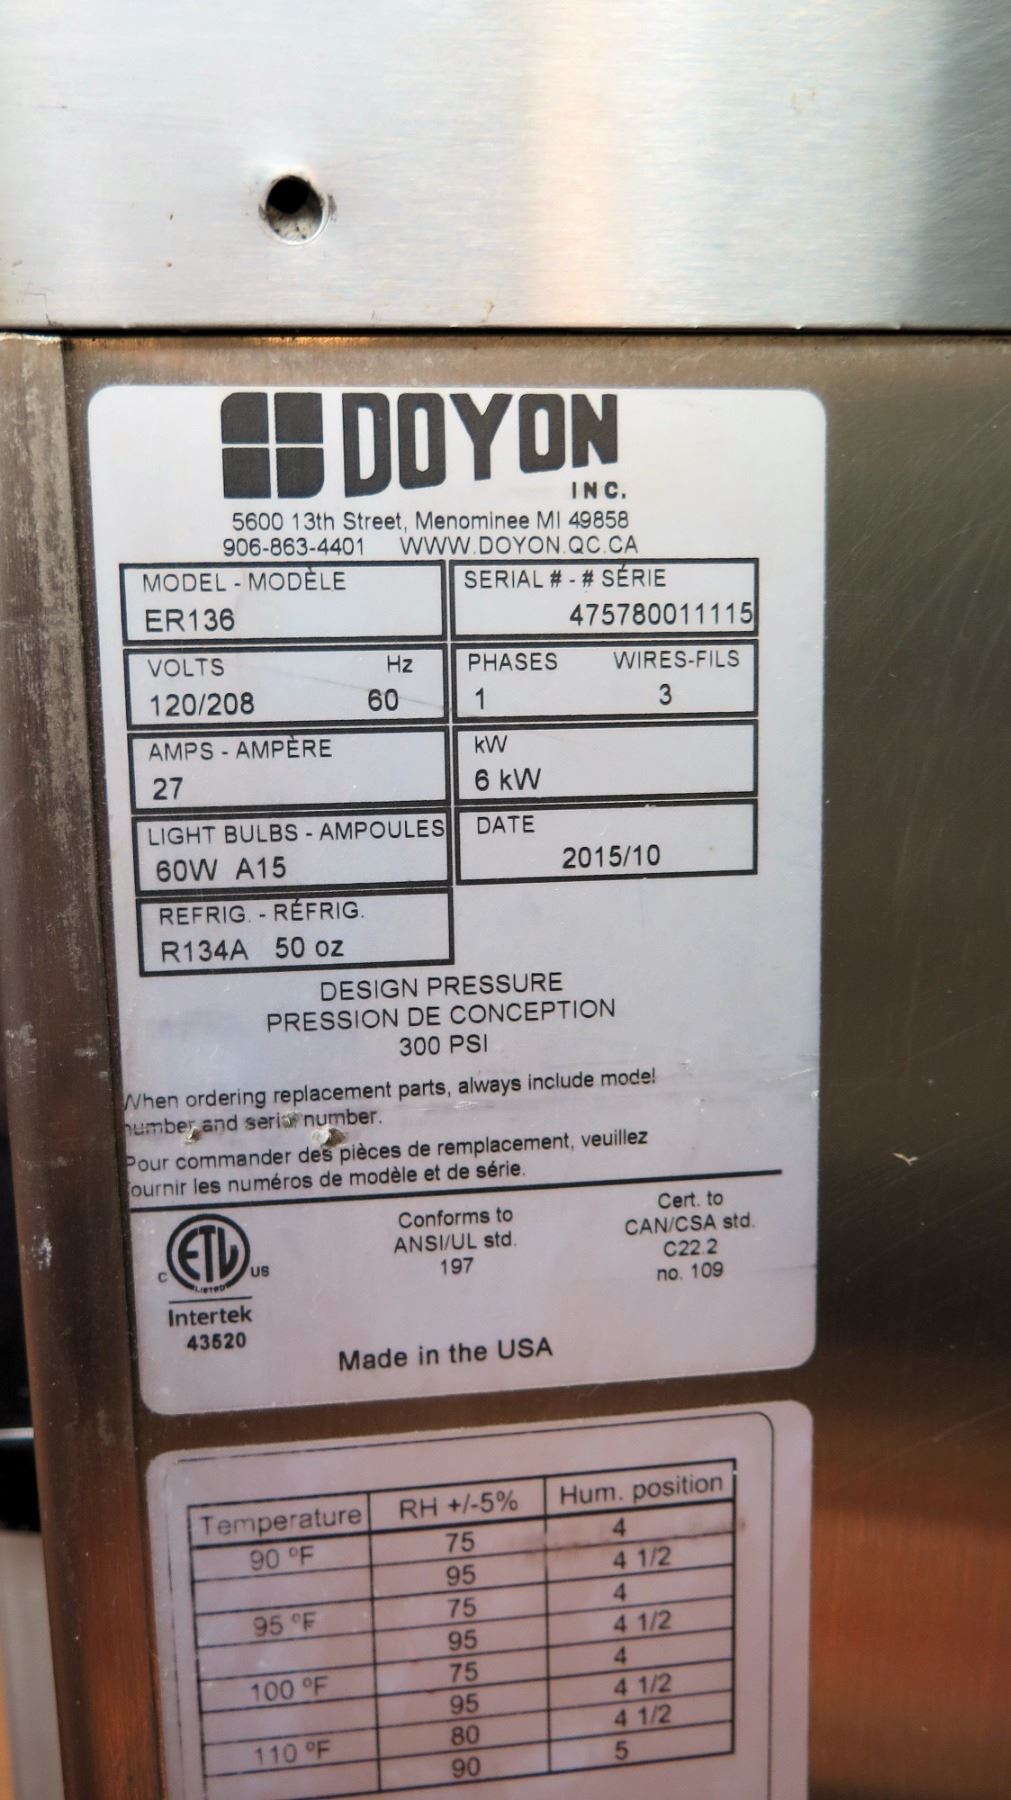 DOYON
INC.
5600 13th Street, Menominee MI 49858
906-863-4401 WWW.DOYON.QC.CA
MODEL - MODÈLE
ER136
SERIAL # - # SÉRIE
475780011115
VOLTS Hz
120/208 60
PHASES WIRES-FILS
1 3
AMPS - AMPÈRE
27
kW
6 kW
LIGHT BULBS - AMPOULES
60W A15
DATE
2015/10
REFRIG. - RÉFRIG.
R134A 50 oz
DESIGN PRESSURE
PRESSION DE CONCEPTION
300 PSI
When ordering replacement parts, always include model
number and serial number.
Pour commander des pièces de remplacement, veuillez
fournir les numéros de modèle et de série.
C ETL US
LISTED
Intertek
43520
Conforms to
ANSI/UL std.
197
Cert. to
CAN/CSA std.
C22.2
no. 109
Made in the USA
Temperature RH +/-5% Hum. position
90 °F 75 4
95 4 1/2
95 °F 75 4
95 4 1/2
100 °F 75 4
95 4 1/2
110 °F 80 4 1/2
90 5